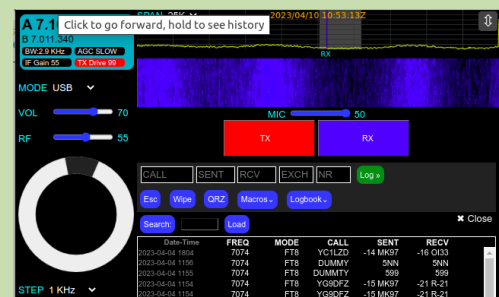 SPAN 25K
2023/04/10 10:53:13Z
A 7.1
Click to go forward, hold to see history
B 7.011.340
BW:2.9 KHz AGC SLOW
IF Gain 55 TX Drive 99
RX
MODE USB
VOL 70
MIC 50
RF 55
TX RX
CALL SENT RCV EXCH NR Log »
Esc Wipe QRZ Macros Logbook
Search: Load ✖ Close
Date-Time FREQ MODE CALL SENT RECV
2023-04-04 1804 7074 FT8 YC1LZD -14 MK97 -16 OI33
2023-04-04 1156 7074 FT8 DUMMY 5NN 5NN
2023-04-04 1155 7074 FT8 DUMMTY 599 599
2023-04-04 1154 7074 FT8 YG9DFZ -15 MK97 -21 R-21
2023-04-04 1154 7074 FT8 YG9DFZ -15 MK97 -21 R-21
STEP 1 KHz